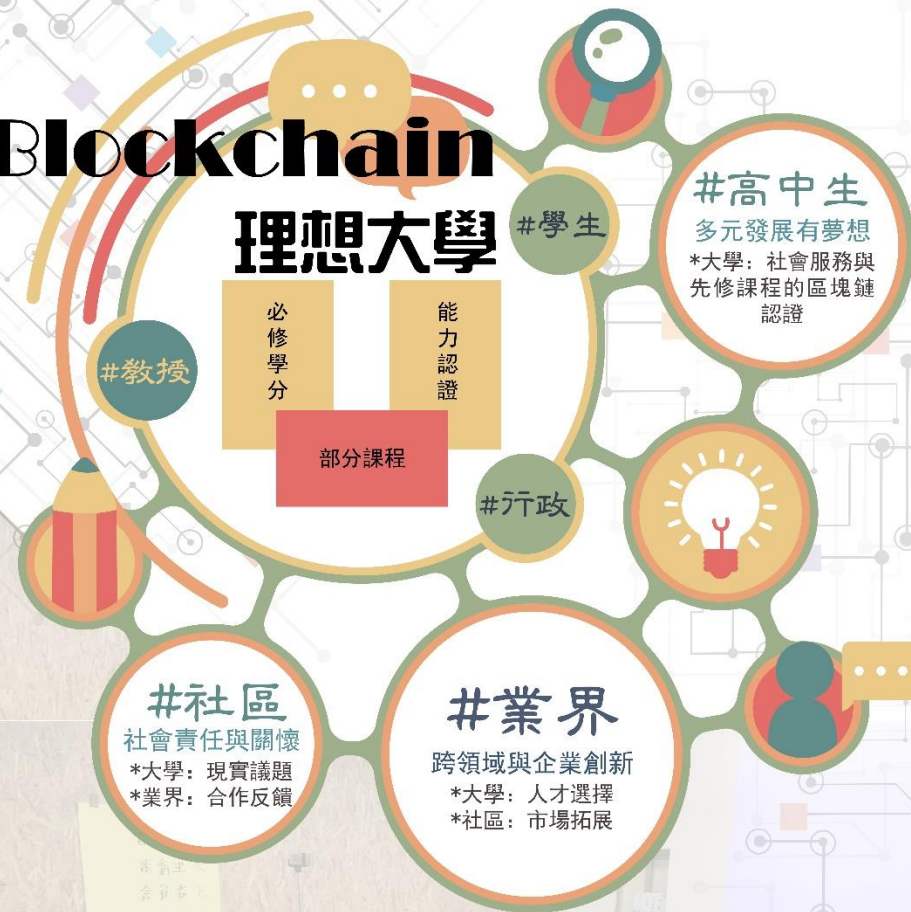 Blockchain
理想大學
#學生
#教授
#行政
必修學分
能力認證
部分課程
#高中生
多元發展有夢想
*大學：社會服務與
先修課程的區塊鏈
認證
#社區
社會責任與關懷
*大學：現實議題
*業界：合作反饋
#業界
跨領域與企業創新
*大學：人才選擇
*社區：市場拓展